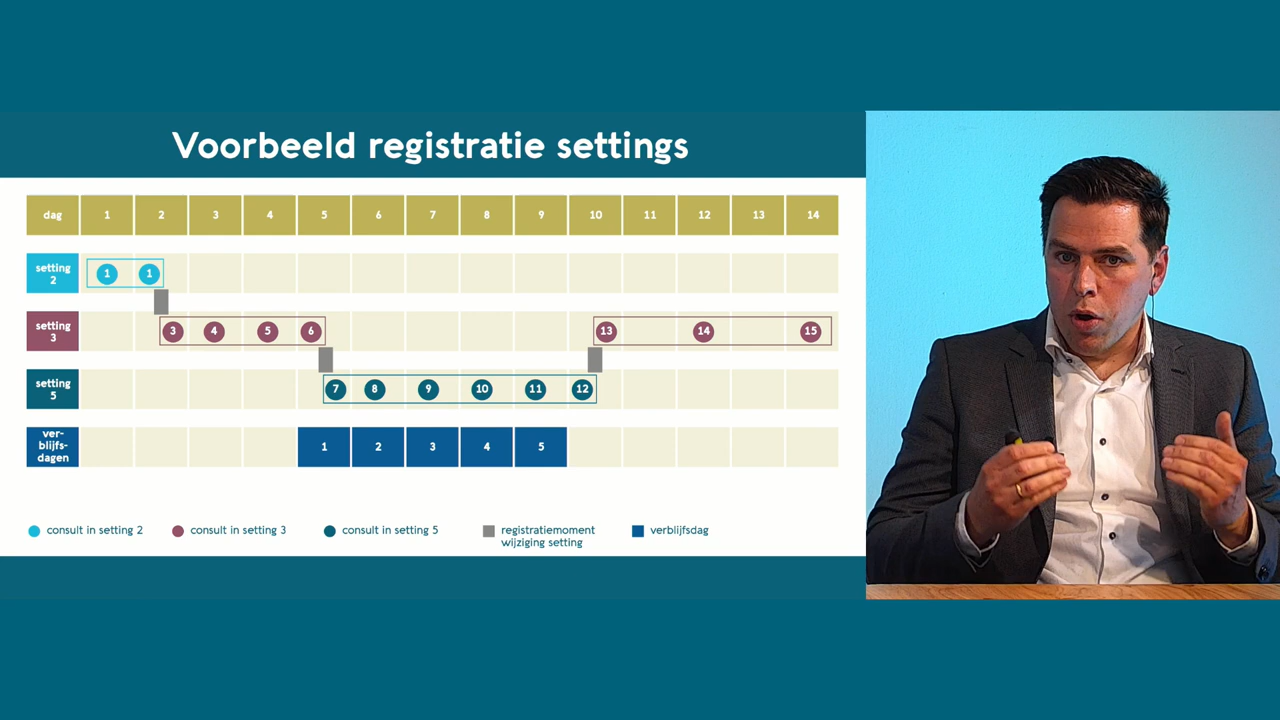 Voorbeeld registratie settings
dag 1 2 3 4 5 6 7 8 9 10 11 12 13 14
setting
2
1 1
setting
3
3 4 5 6 13 14 15
setting
5
7 8 9 10 11 12
ver-
blijfs-
dagen
1 2 3 4 5
consult in setting 2
consult in setting 3
consult in setting 5
registratiemoment
wijziging setting
verblijfsdag